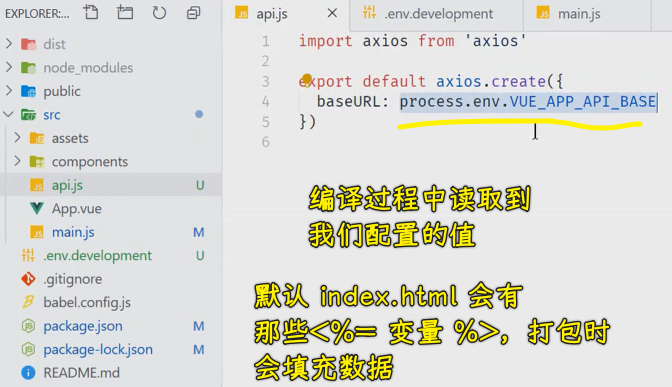 EXPLORER:
dist
node_modules
public
src
assets
components
api.js U
App.vue
main.js M
.env.development U
.gitignore
babel.config.js
package.json M
package-lock.json M
README.md
api.js
.env.development
main.js
1 import axios from 'axios'
2
3 export default axios.create({
4 baseURL: process.env.VUE_APP_API_BASE
5 })
6
编译过程中读取到
我们配置的值
默认 index.html 会有
那些<%= 变量 %>，打包时
会填充数据